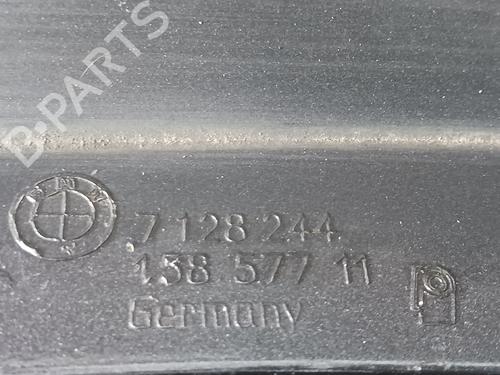 B-PARTS
BMW
7 128 244
138 577 11
Germany